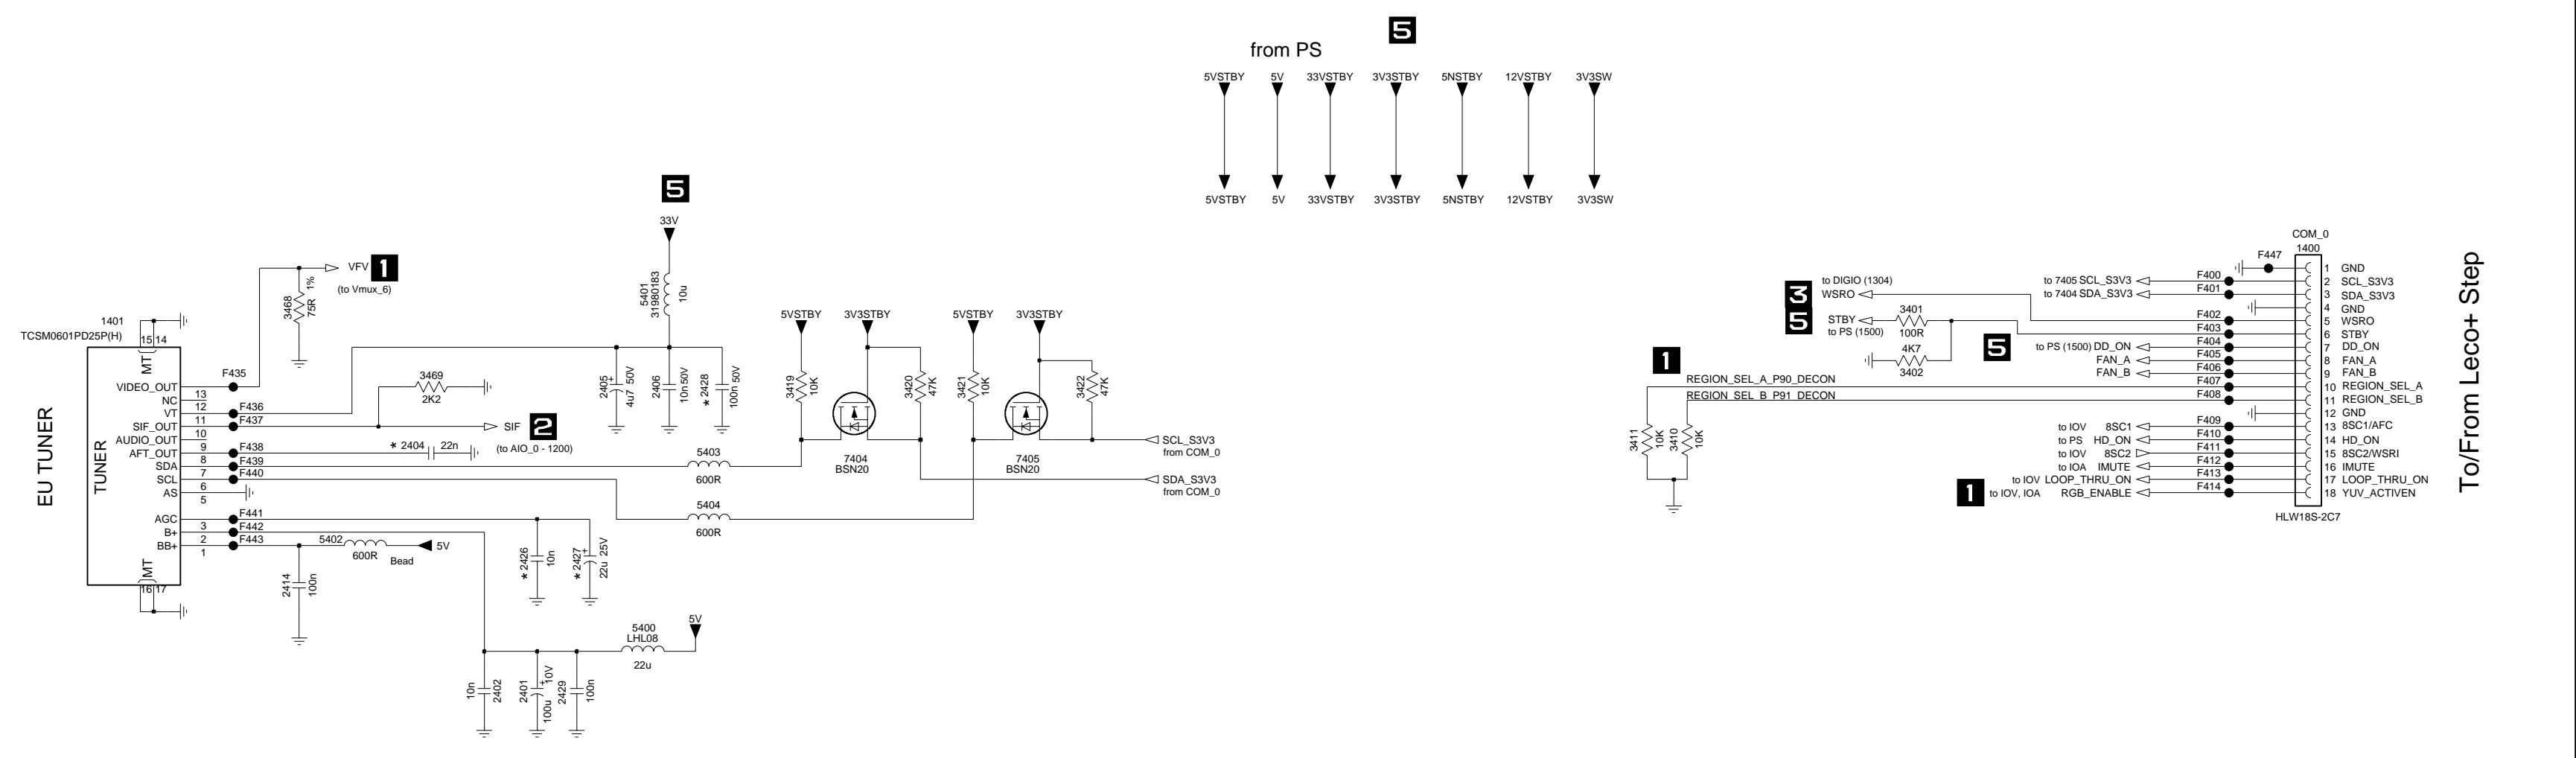 5
from PS
5VSTBY 5V 33VSTBY 3V3STBY 5NSTBY 12VSTBY 3V3SW
5VSTBY 5V 33VSTBY 3V3STBY 5NSTBY 12VSTBY 3V3SW
EU TUNER
1401
TCSM0601PD25P(H)
15 14
MT
TUNER
VIDEO_OUT
NC
VT
SIF_OUT
AUDIO_OUT
AFT_OUT
SDA
SCL
AS
AGC
B+
BB+
MT
16 17
13
12
11
10
9
8
7
6
5
3
2
1
F435
F436
F437
F438
F439
F440
F441
F442
F443
3468
75R 1%
VFV 1
(to Vmux_6)
3469
2K2
SIF 2
(to AIO_0 - 1200)
* 2404 22n
5402
600R
Bead
5V
2414
100n
5
33V
5401
31980183
10u
2405
+
4u7 50V
2406
10n 50V
* 2428
100n 50V
5403
600R
5404
600R
* 2426
10n
* 2427
+
22u 25V
5400
LHL08
22u
5V
10n
2402
2401
+
100u 10V
2429
100n
5VSTBY 3V3STBY 5VSTBY 3V3STBY
3419
10K
3420
47K
3421
10K
3422
47K
7404
BSN20
7405
BSN20
SCL_S3V3
from COM_0
SDA_S3V3
from COM_0
1
REGION_SEL_A_P90_DECON
REGION_SEL_B_P91_DECON
3411
10K
3410
10K
to DIGIO (1304)
3 WSRO
5 STBY
to PS (1500)
3401
100R
4K7
3402
5
COM_0
1400
F447
to 7405 SCL_S3V3 F400
to 7404 SDA_S3V3 F401
F402
F403
to PS (1500) DD_ON F404
FAN_A F405
FAN_B F406
F407
F408
to IOV 8SC1 F409
to PS HD_ON F410
to IOV 8SC2 F411
to IOA IMUTE F412
to IOV LOOP_THRU_ON F413
1 to IOV, IOA RGB_ENABLE F414
1 GND
2 SCL_S3V3
3 SDA_S3V3
4 GND
5 WSRO
6 STBY
7 DD_ON
8 FAN_A
9 FAN_B
10 REGION_SEL_A
11 REGION_SEL_B
12 GND
13 8SC1/AFC
14 HD_ON
15 8SC2/WSRI
16 IMUTE
17 LOOP_THRU_ON
18 YUV_ACTIVEN
HLW18S-2C7
To/From Leco+ Step